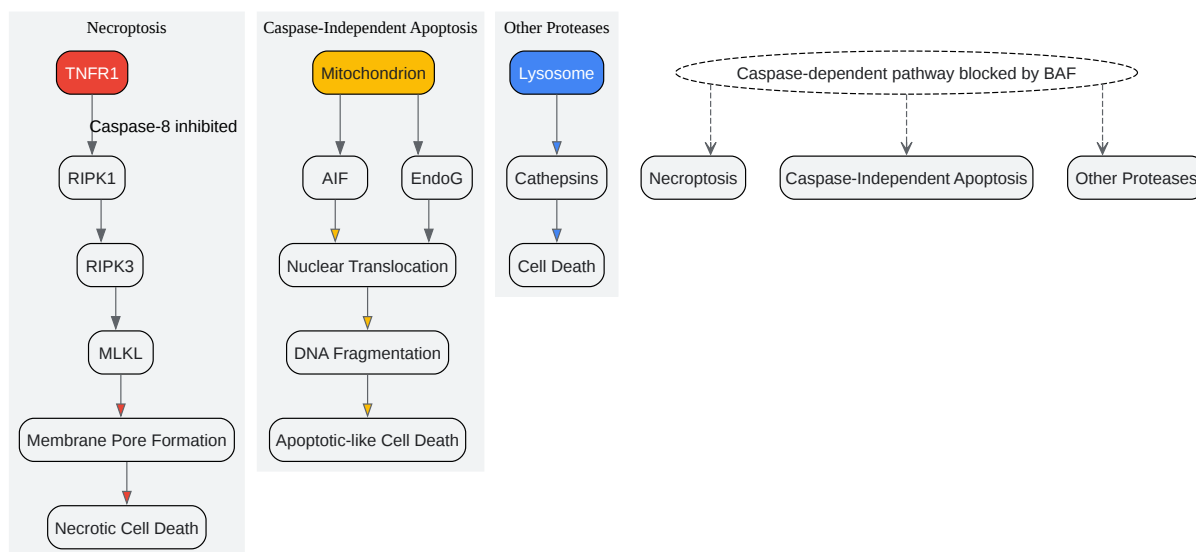 Necroptosis
TNFR1
Caspase-8 inhibited
RIPK1
RIPK3
MLKL
Membrane Pore Formation
Necrotic Cell Death
Caspase-Independent Apoptosis
Mitochondrion
AIF
EndoG
Nuclear Translocation
DNA Fragmentation
Apoptotic-like Cell Death
Other Proteases
Lysosome
Cathepsins
Cell Death
Caspase-dependent pathway blocked by BAF
Necroptosis
Caspase-Independent Apoptosis
Other Proteases